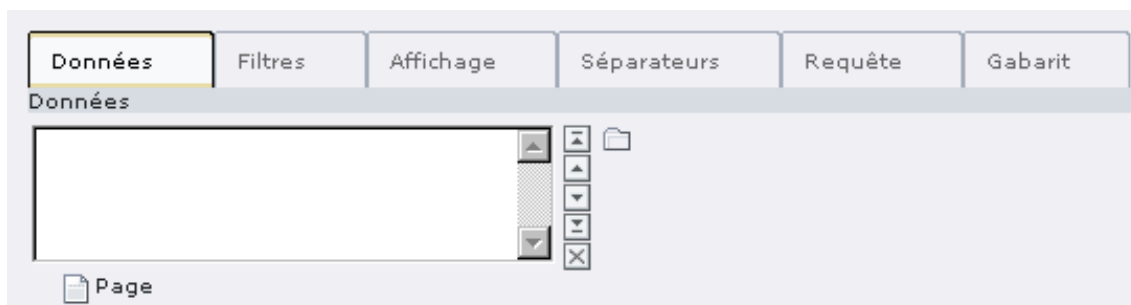 Données Filtres Affichage Séparateurs Requête Gabarit
Données
Page